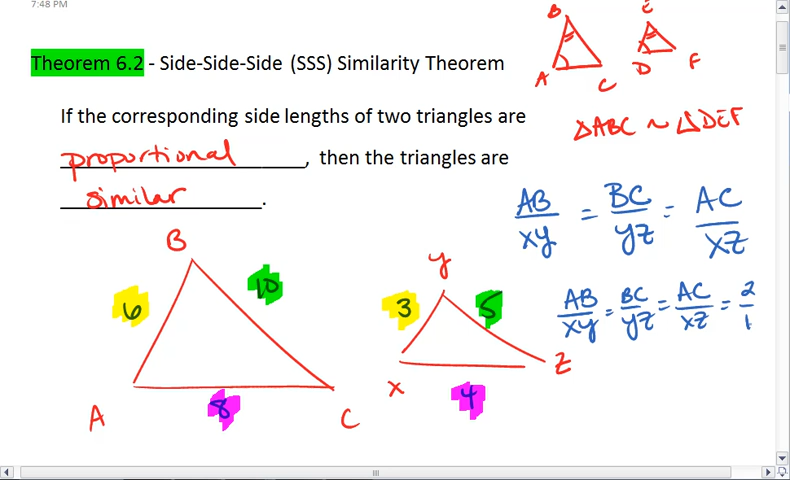 7:48 PM
Theorem 6.2 - Side-Side-Side (SSS) Similarity Theorem
If the corresponding side lengths of two triangles are
proportional, then the triangles are
similar.
B
A
C
E
D
F
△ABC ~ △DEF
AB/XY = BC/YZ = AC/XZ
AB/XY = BC/YZ = AC/XZ = 2/1
B
6
10
A
8
C
Y
3
5
X
4
Z